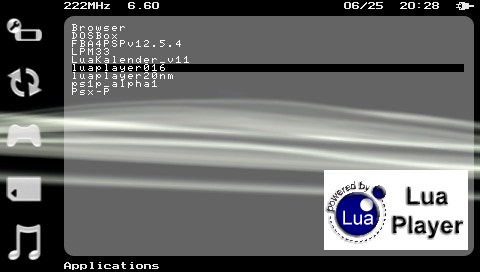 222MHz 6.60 06/25 20:28
Browser
DOSBox
FBA4PSPv12.5.4
LPM33
LuaKalender_v11
luaplayer016
luaplayer20nm
ps1p_alpha1
Psx-P
powered by
Lua
Lua
Player
Applications